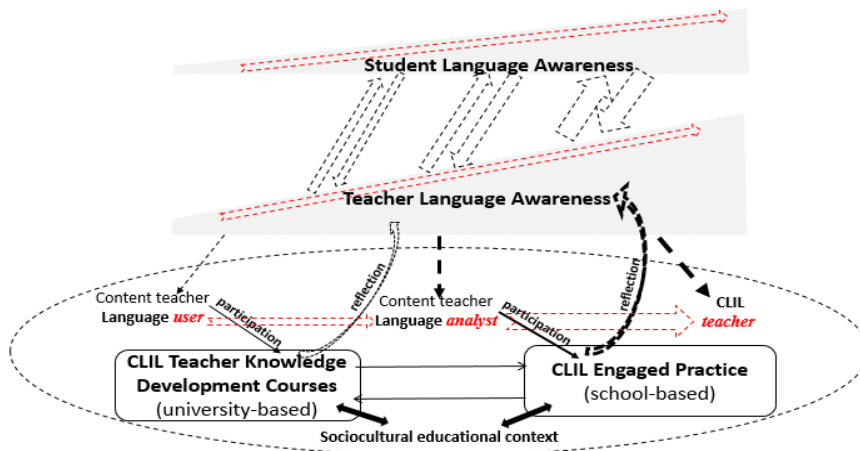 Student Language Awareness
Teacher Language Awareness
reflection
reflection
Content teacher
Language user
participation
Content teacher
Language analyst
participation
CLIL
teacher
CLIL Teacher Knowledge
Development Courses
(university-based)
CLIL Engaged Practice
(school-based)
Sociocultural educational context